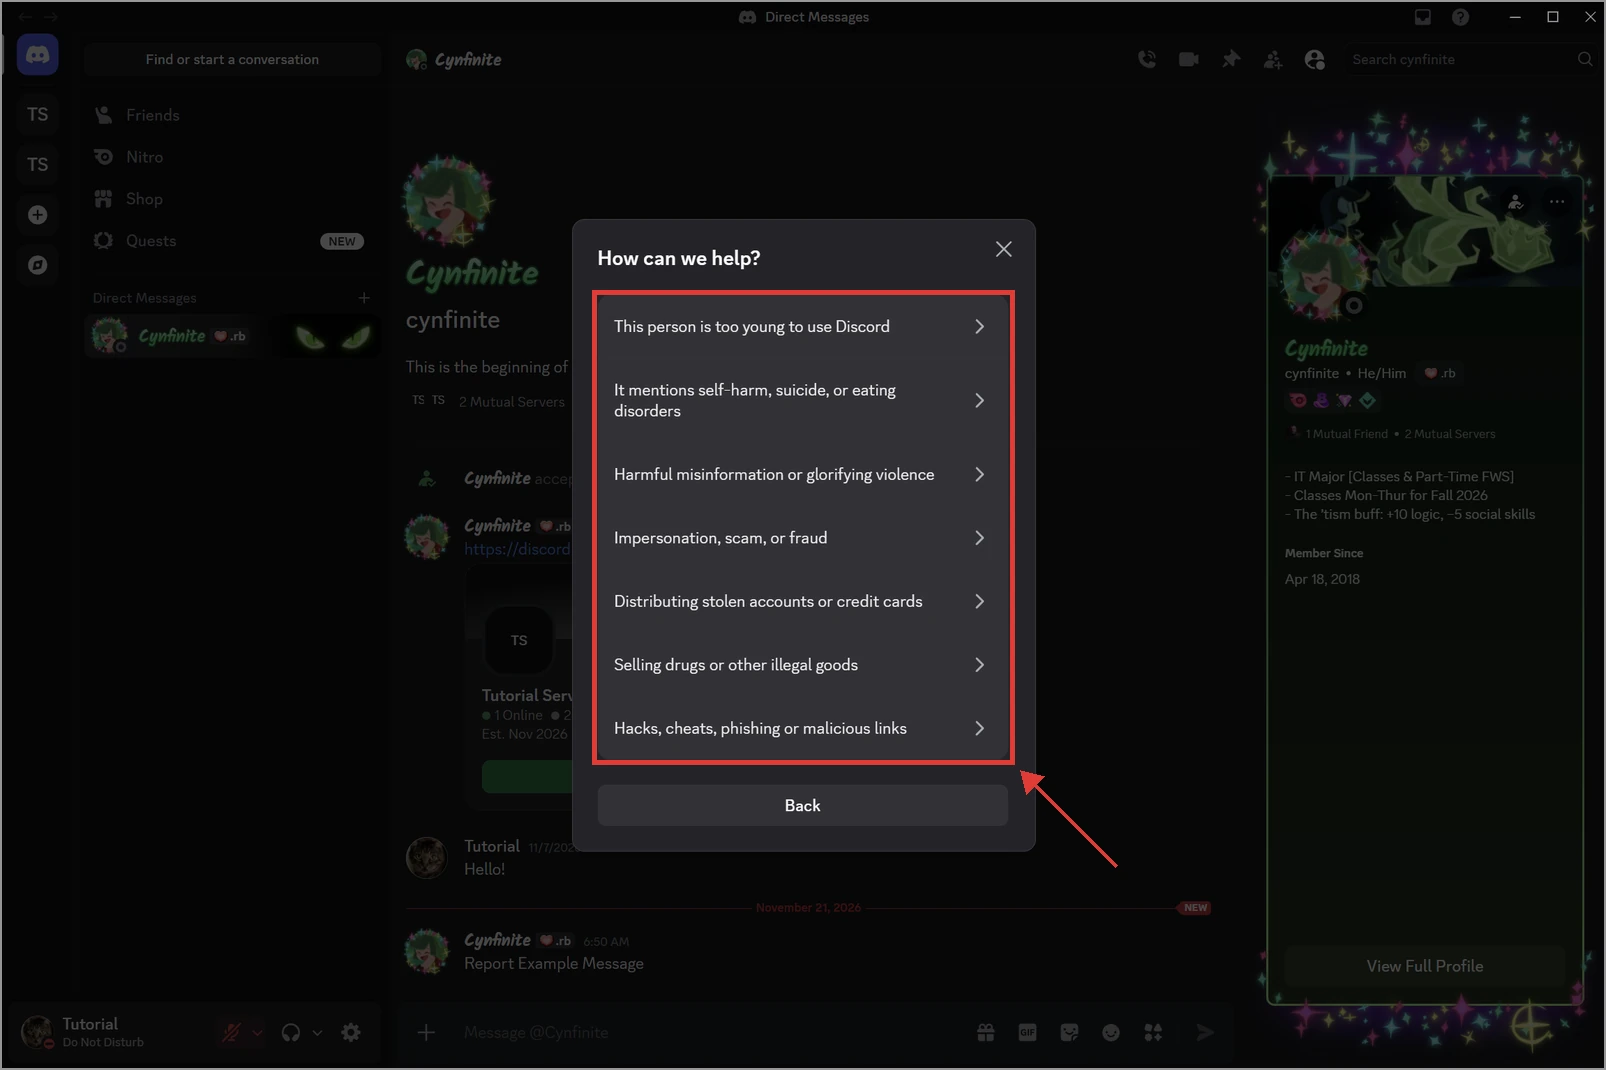 Direct Messages
Find or start a conversation
Cynfinite
Search cynfinite
TS
TS
Friends
Nitro
Shop
Quests
NEW
Direct Messages
Cynfinite .rb
Cynfinite
cynfinite
This is the beginning of
TS TS 2 Mutual Servers
Cynfinite accep
Cynfinite .rb
https://discord
TS
Tutorial Serv
1 Online 2
Est. Nov 2026
Tutorial 11/7/202
Hello!
November 21, 2026
NEW
Cynfinite .rb 6:50 AM
Report Example Message
Message @Cynfinite
GIF
Tutorial
Do Not Disturb
How can we help?
This person is too young to use Discord
It mentions self-harm, suicide, or eating
disorders
Harmful misinformation or glorifying violence
Impersonation, scam, or fraud
Distributing stolen accounts or credit cards
Selling drugs or other illegal goods
Hacks, cheats, phishing or malicious links
Back
Cynfinite
cynfinite • He/Him .rb
1 Mutual Friend • 2 Mutual Servers
- IT Major [Classes & Part-Time FWS]
- Classes Mon-Thur for Fall 2026
- The 'tism buff: +10 logic, -5 social skills
Member Since
Apr 18, 2018
View Full Profile